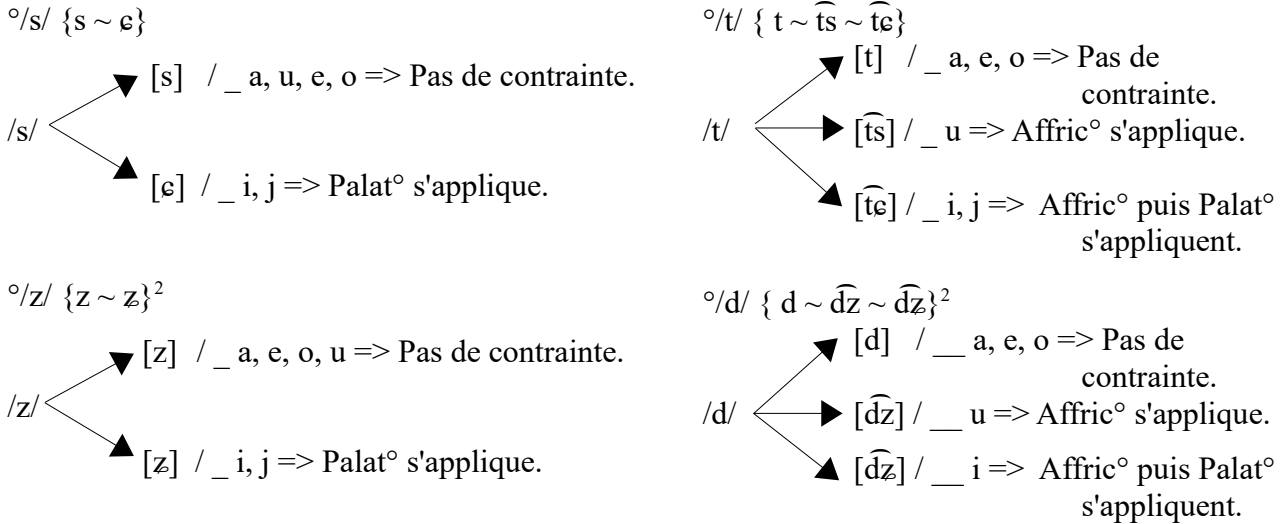 °/s/ {s ~ ɕ}
[s] / _ a, u, e, o => Pas de contrainte.
/s/
[ɕ] / _ i, j => Palat° s'applique.
°/t/ { t ~ t͡s ~ t͡ɕ}
[t] / _ a, e, o => Pas de
contrainte.
/t/ [t͡s] / _ u => Affric° s'applique.
[t͡ɕ] / _ i, j => Affric° puis Palat°
s'appliquent.
°/z/ {z ~ ʑ}²
[z] / _ a, e, o, u => Pas de contrainte.
/z/
[ʑ] / _ i, j => Palat° s'applique.
°/d/ { d ~ d͡z ~ d͡ʑ}²
[d] / __ a, e, o => Pas de
contrainte.
/d/ [d͡z] / __ u => Affric° s'applique.
[d͡ʑ] / __ i => Affric° puis Palat°
s'appliquent.